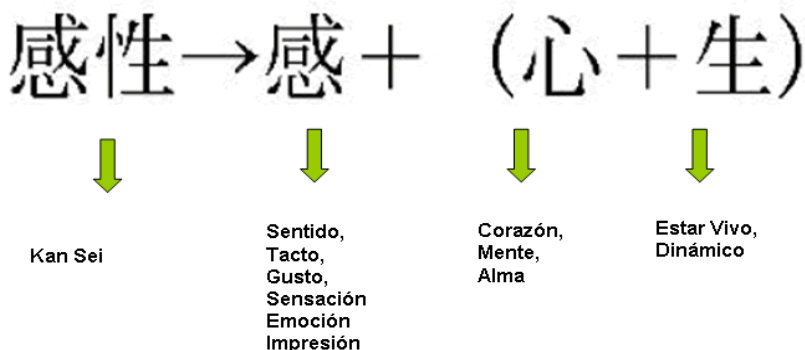 感性→感+（心+生）
Kan Sei
Sentido,
Tacto,
Gusto,
Sensación
Emoción
Impresión
Corazón,
Mente,
Alma
Estar Vivo,
Dinámico